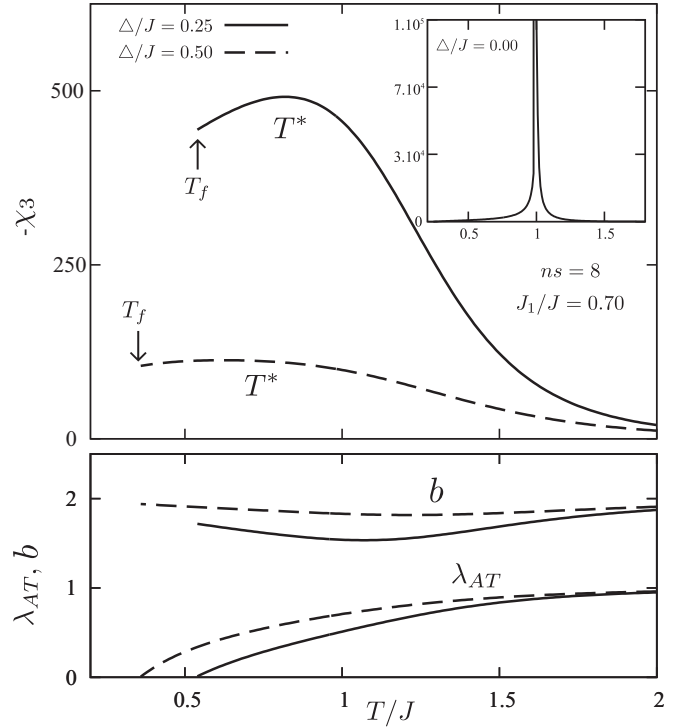 △/J = 0.25
△/J = 0.50
500
250
0
-χ₃
T*
T_f
T_f
T*
1.10⁵
7.10⁴
3.10⁴
0
△/J = 0.00
0.5 1 1.5
ns = 8
J₁/J = 0.70
2
1
0
λ_AT, b
b
λ_AT
0.5 1 1.5 2
T/J